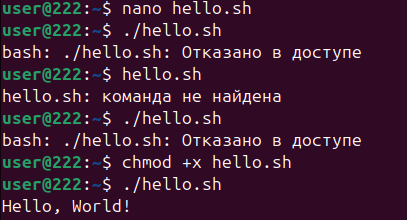 user@222:~$ nano hello.sh
user@222:~$ ./hello.sh
bash: ./hello.sh: Отказано в доступе
user@222:~$ hello.sh
hello.sh: команда не найдена
user@222:~$ ./hello.sh
bash: ./hello.sh: Отказано в доступе
user@222:~$ chmod +x hello.sh
user@222:~$ ./hello.sh
Hello, World!